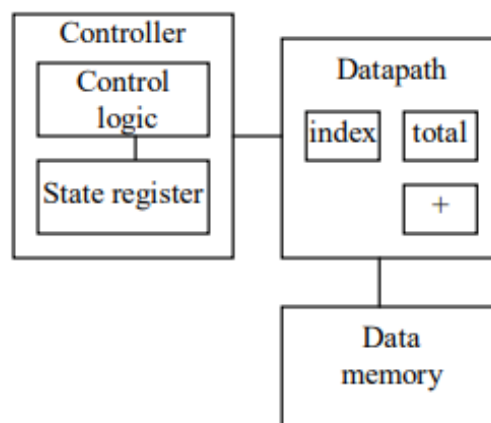 Controller
Control
logic
State register
Datapath
index
total
+
Data
memory